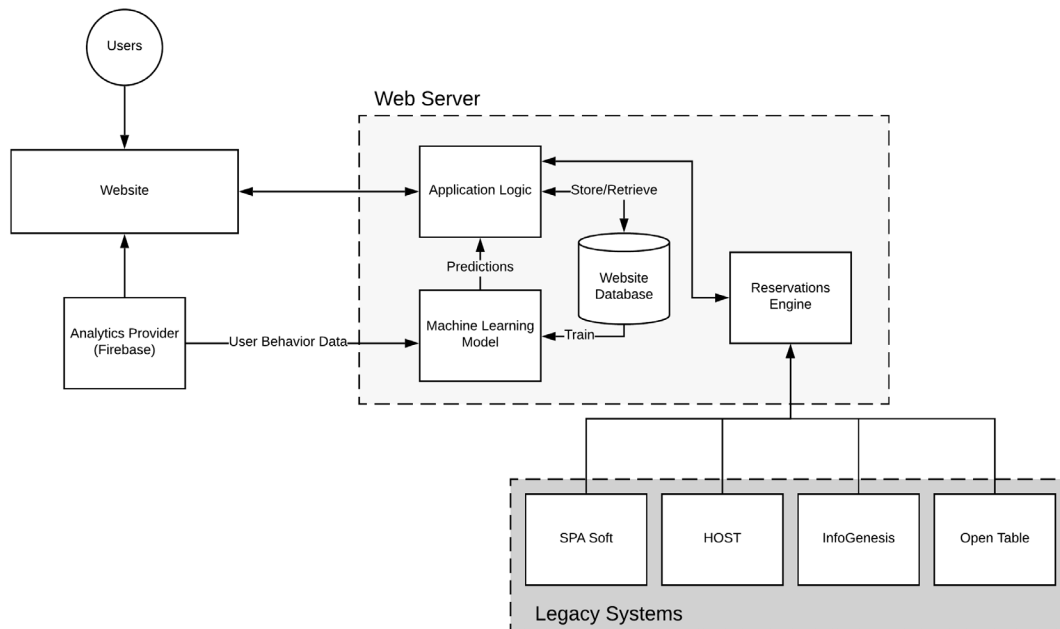 Users
Web Server
Website
Application Logic
Store/Retrieve
Predictions
Website
Database
Reservations
Engine
Analytics Provider
(Firebase)
User Behavior Data
Machine Learning
Model
Train
SPA Soft
HOST
InfoGenesis
Open Table
Legacy Systems